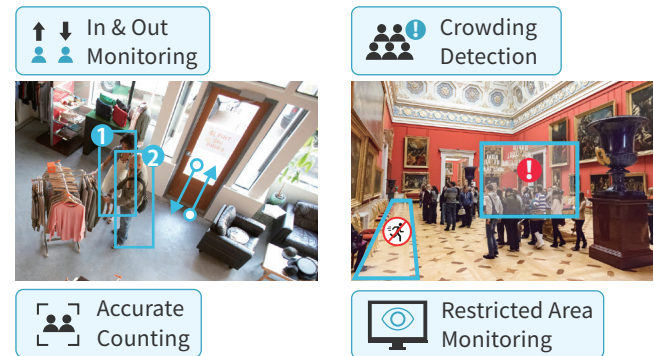 In & Out
Monitoring
Crowding
Detection
1
2
Accurate
Counting
Restricted Area
Monitoring